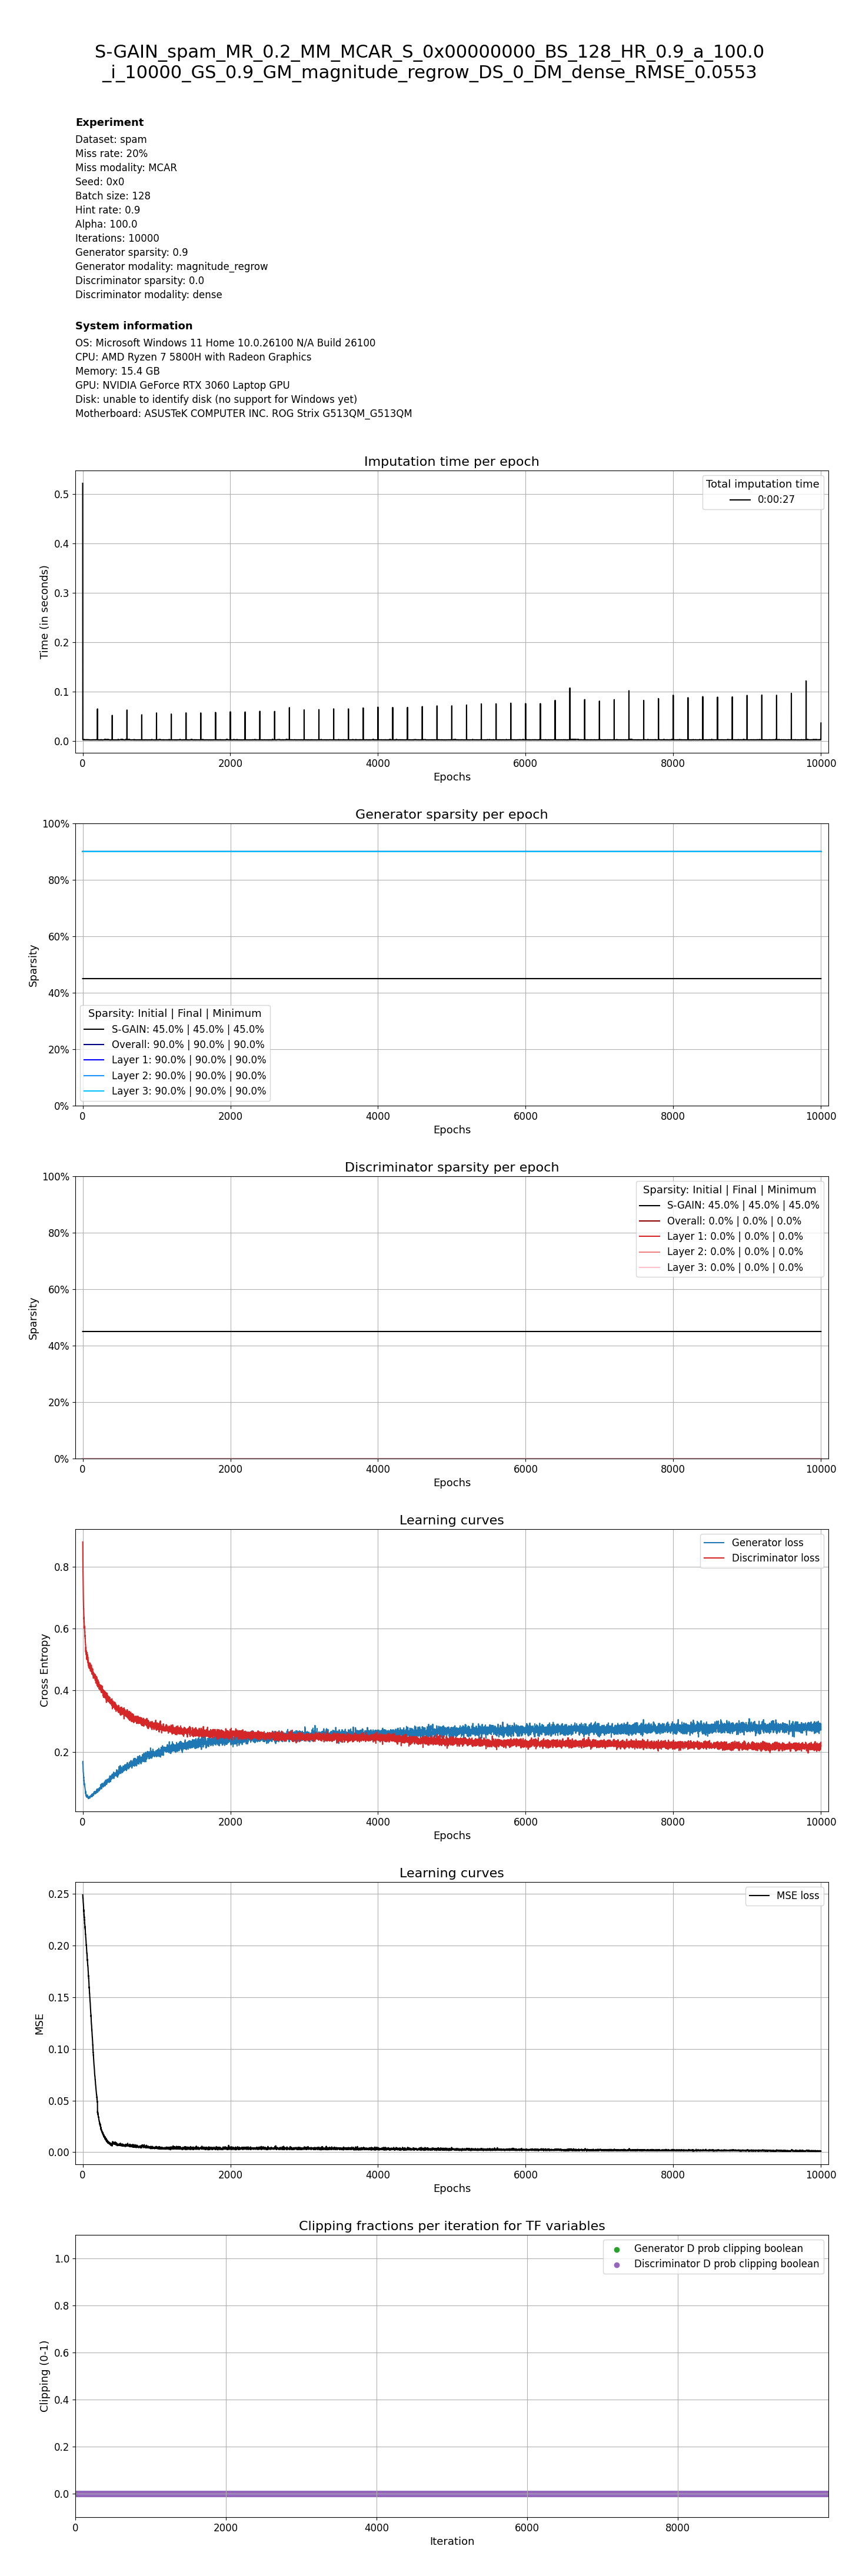 S-GAIN_spam_MR_0.2_MM_MCAR_S_0x00000000_BS_128_HR_0.9_a_100.0
_i_10000_GS_0.9_GM_magnitude_regrow_DS_0_DM_dense_RMSE_0.0553
Experiment
Dataset: spam
Miss rate: 20%
Miss modality: MCAR
Seed: 0x0
Batch size: 128
Hint rate: 0.9
Alpha: 100.0
Iterations: 10000
Generator sparsity: 0.9
Generator modality: magnitude_regrow
Discriminator sparsity: 0.0
Discriminator modality: dense
System information
OS: Microsoft Windows 11 Home 10.0.26100 N/A Build 26100
CPU: AMD Ryzen 7 5800H with Radeon Graphics
Memory: 15.4 GB
GPU: NVIDIA GeForce RTX 3060 Laptop GPU
Disk: unable to identify disk (no support for Windows yet)
Motherboard: ASUSTeK COMPUTER INC. ROG Strix G513QM_G513QM
Imputation time per epoch
Total imputation time
0:00:27
Time (in seconds)
0.5
0.4
0.3
0.2
0.1
0.0
0 2000 4000 6000 8000 10000
Epochs
Generator sparsity per epoch
Sparsity
100%
80%
60%
40%
20%
0%
Sparsity: Initial | Final | Minimum
S-GAIN: 45.0% | 45.0% | 45.0%
Overall: 90.0% | 90.0% | 90.0%
Layer 1: 90.0% | 90.0% | 90.0%
Layer 2: 90.0% | 90.0% | 90.0%
Layer 3: 90.0% | 90.0% | 90.0%
0 2000 4000 6000 8000 10000
Epochs
Discriminator sparsity per epoch
Sparsity
100%
80%
60%
40%
20%
0%
Sparsity: Initial | Final | Minimum
S-GAIN: 45.0% | 45.0% | 45.0%
Overall: 0.0% | 0.0% | 0.0%
Layer 1: 0.0% | 0.0% | 0.0%
Layer 2: 0.0% | 0.0% | 0.0%
Layer 3: 0.0% | 0.0% | 0.0%
0 2000 4000 6000 8000 10000
Epochs
Learning curves
Generator loss
Discriminator loss
Cross Entropy
0.8
0.6
0.4
0.2
0 2000 4000 6000 8000 10000
Epochs
Learning curves
MSE loss
MSE
0.25
0.20
0.15
0.10
0.05
0.00
0 2000 4000 6000 8000 10000
Epochs
Clipping fractions per iteration for TF variables
Generator D prob clipping boolean
Discriminator D prob clipping boolean
Clipping (0-1)
1.0
0.8
0.6
0.4
0.2
0.0
0 2000 4000 6000 8000
Iteration